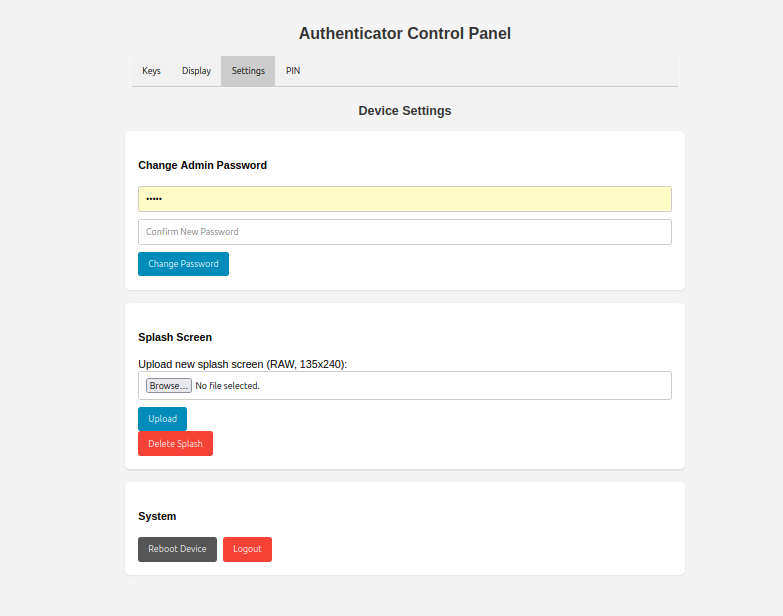 Authenticator Control Panel
Keys Display Settings PIN
Device Settings
Change Admin Password
•••••
Confirm New Password
Change Password
Splash Screen
Upload new splash screen (RAW, 135x240):
Browse... No file selected.
Upload
Delete Splash
System
Reboot Device Logout